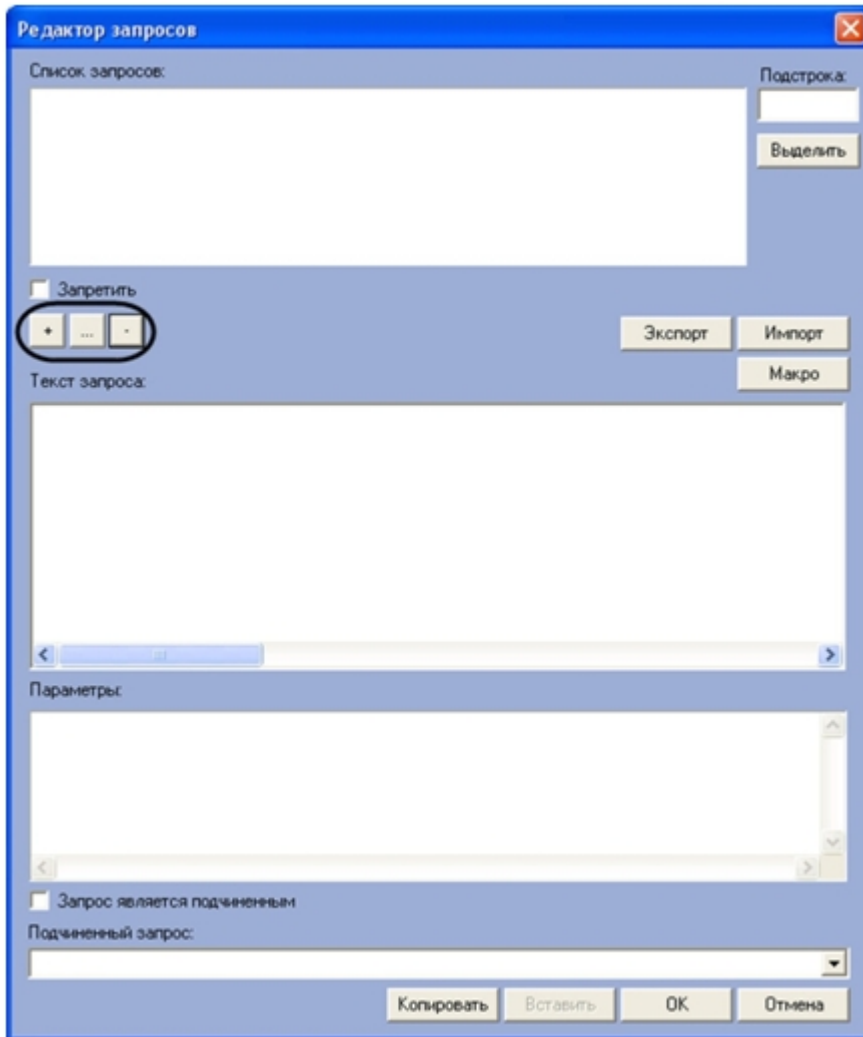 Редактор запросов
Список запросов:
Подстрока:
Выделить
Запретить
+ ... -
Экспорт Импорт
Макро
Текст запроса:
Параметры:
Запрос является подчиненным
Подчиненный запрос:
Копировать Вставить OK Отмена